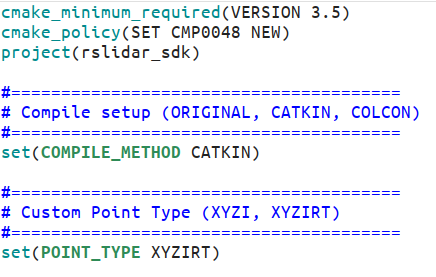 cmake_minimum_required(VERSION 3.5)
cmake_policy(SET CMP0048 NEW)
project(rslidar_sdk)
#=======================================
# Compile setup (ORIGINAL, CATKIN, COLCON)
#=======================================
set(COMPILE_METHOD CATKIN)
#=======================================
# Custom Point Type (XYZI, XYZIRT)
#=======================================
set(POINT_TYPE XYZIRT)